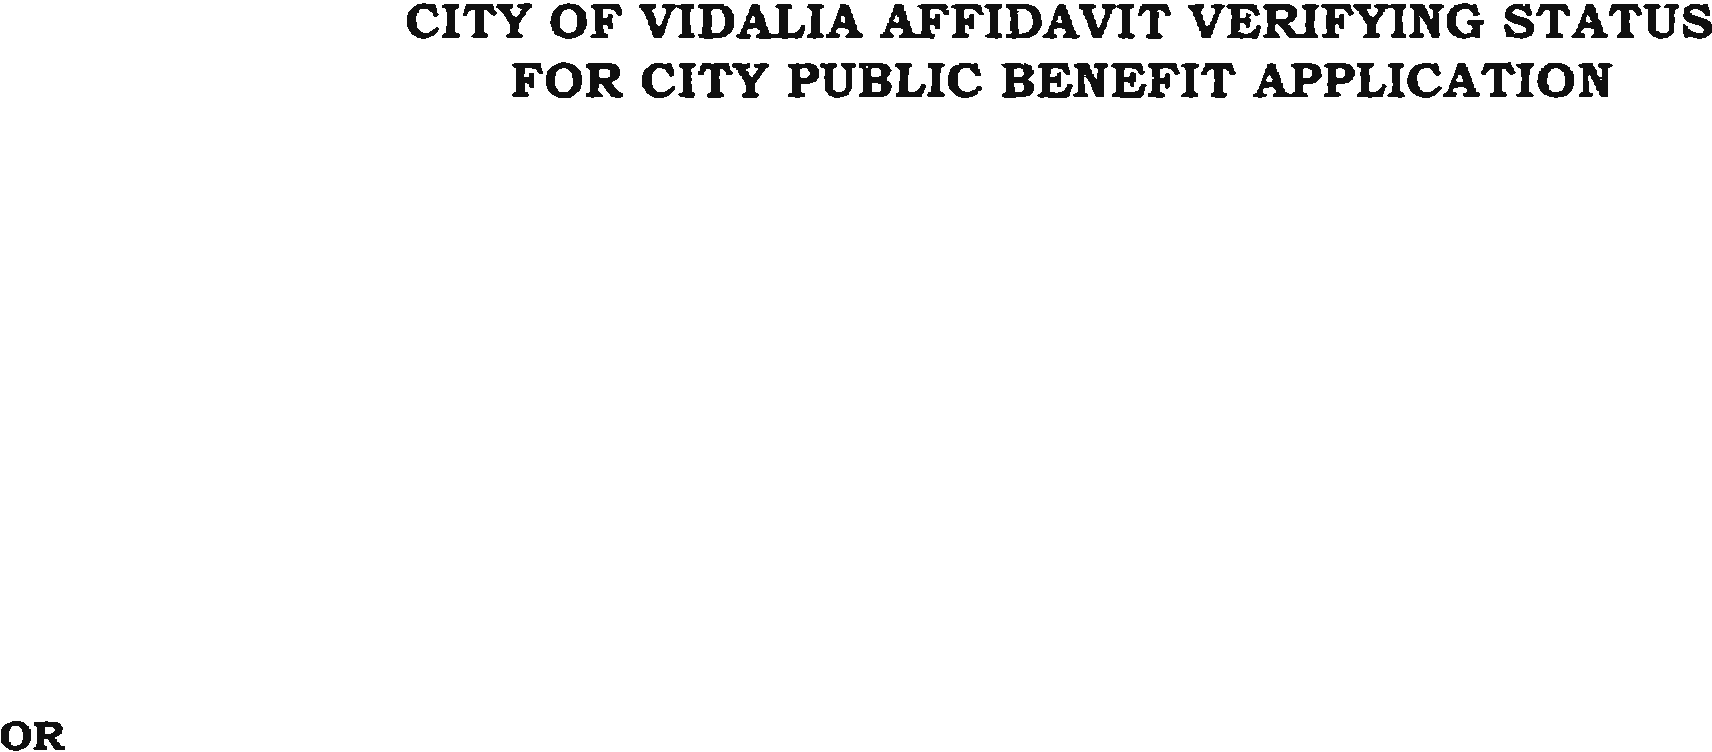 CITY OF VIDALIA AFFIDAVIT VERIFYING STATUS
FOR CITY PUBLIC BENEFIT APPLICATION
OR